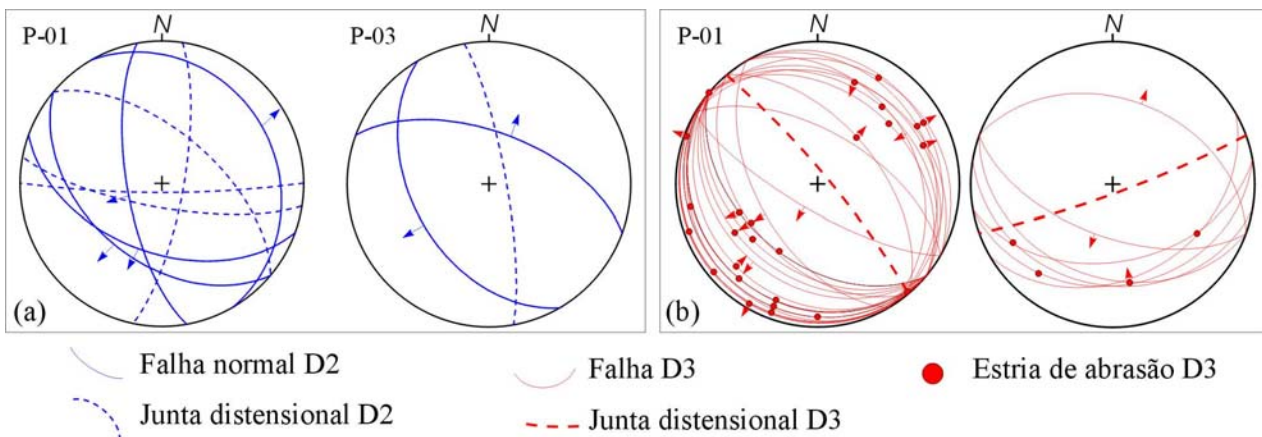 P-01
N
P-03
N
P-01
N
N
(a)
(b)
Falha normal D2
Falha D3
Estria de abrasão D3
Junta distensional D2
Junta distensional D3